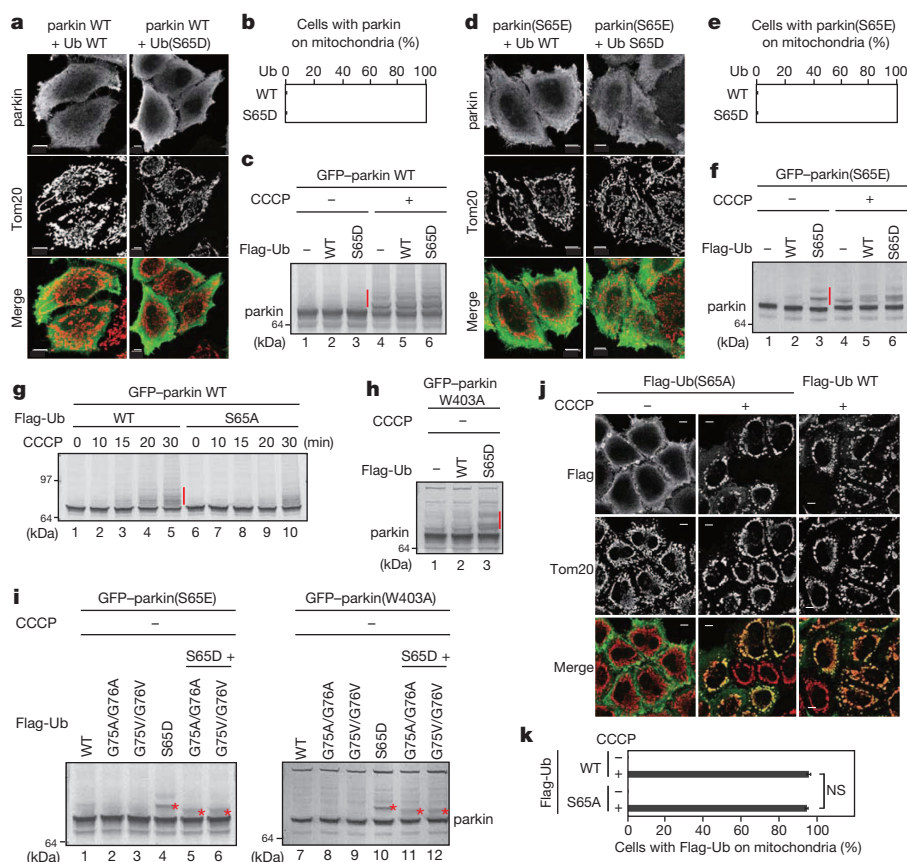 a
parkin WT + Ub WT
parkin WT + Ub(S65D)
parkin
Tom20
Merge
b
Cells with parkin on mitochondria (%)
Ub 0 20 40 60 80 100
WT
S65D
c
GFP–parkin WT
CCCP – +
Flag-Ub – WT S65D – WT S65D
parkin
64
(kDa) 1 2 3 4 5 6
d
parkin(S65E) + Ub WT
parkin(S65E) + Ub S65D
parkin
Tom20
Merge
e
Cells with parkin(S65E) on mitochondria (%)
Ub 0 20 40 60 80 100
WT
S65D
f
GFP–parkin(S65E)
CCCP – +
Flag-Ub – WT S65D – WT S65D
parkin
64
(kDa) 1 2 3 4 5 6
g
GFP–parkin WT
Flag-Ub WT S65A
CCCP 0 10 15 20 30 0 10 15 20 30 (min)
97
64
1 2 3 4 5 6 7 8 9 10
(kDa)
h
GFP–parkin W403A
CCCP –
Flag-Ub – WT S65D
parkin
64
(kDa) 1 2 3
i
GFP–parkin(S65E)
CCCP –
S65D +
Flag-Ub WT G75A/G76A G75V/G76V S65D G75A/G76A G75V/G76V
* * *
64
(kDa) 1 2 3 4 5 6
GFP–parkin(W403A)
–
S65D +
WT G75A/G76A G75V/G76V S65D G75A/G76A G75V/G76V
* * *
parkin
7 8 9 10 11 12
j
Flag-Ub(S65A) Flag-Ub WT
CCCP – + +
Flag
Tom20
Merge
k
CCCP
Flag-Ub
WT – +
S65A – +
NS
0 20 40 60 80 100
Cells with Flag-Ub on mitochondria (%)